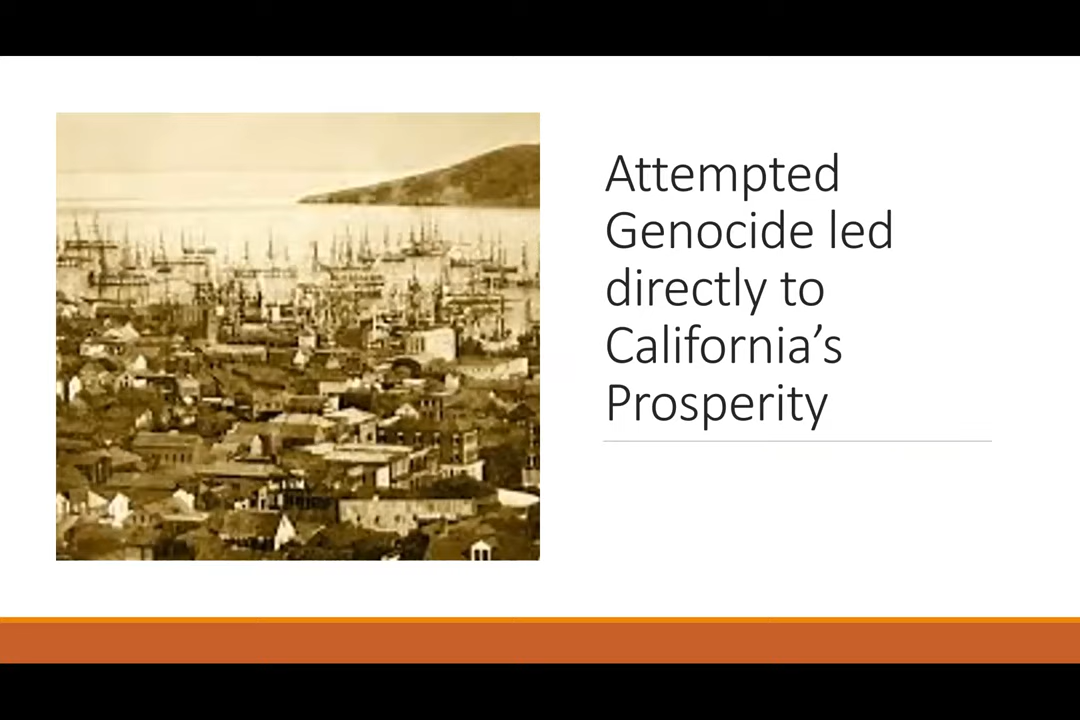 Attempted
Genocide led
directly to
California’s
Prosperity